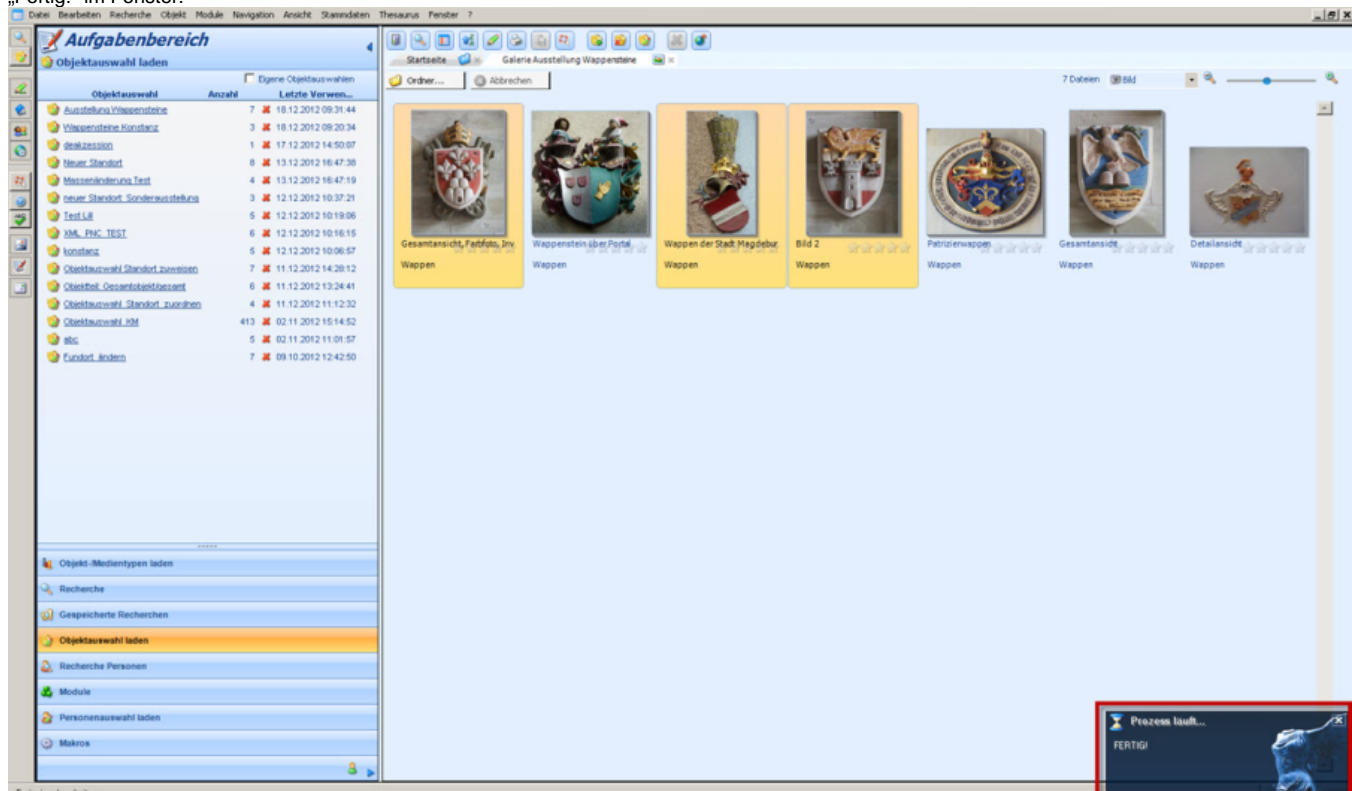 „Fertig!“ im Fenster.
Datei Bearbeiten Recherche Objekt Module Navigation Ansicht Stammdaten Thesaurus Fenster ?
Aufgabenbereich
Objektauswahl laden
Eigene Objektauswahlen
Objektauswahl Anzahl Letzte Verwen...
Ausstellung Wappensteine 7 18.12.2012 09:31:44
Wappensteine Konstanz 3 18.12.2012 09:20:34
deakzession 1 17.12.2012 14:50:07
Neuer Standort 8 13.12.2012 16:47:38
Massenänderung Test 4 13.12.2012 16:47:19
neuer Standort Sonderausstellung 3 12.12.2012 10:37:21
Test Lill 5 12.12.2012 10:19:06
XML PNC TEST 6 12.12.2012 10:16:15
konstanz 5 12.12.2012 10:06:57
Objektauswahl Standort zuweisen 7 11.12.2012 14:28:12
Objektteil Gesamtobjekt/gesamt 6 11.12.2012 13:24:41
Objektauswahl Standort zuordnen 4 11.12.2012 11:12:32
Objektauswahl KM 413 02.11.2012 15:14:52
abc 5 02.11.2012 11:01:57
Fundort ändern 7 09.10.2012 12:42:50
Objekt-/Medientypen laden
Recherche
Gespeicherte Recherchen
Objektauswahl laden
Recherche Personen
Module
Personenauswahl laden
Makros
Startseite Galerie Ausstellung Wappensteine
Ordner... Abbrechen 7 Dateien Bild
Gesamtansicht, Farbfoto, Inv Wappenstein über Portal Wappen der Stadt Magdebur Bild 2 Patrizierwappen Gesamtansicht Detailansicht
Wappen Wappen Wappen Wappen Wappen Wappen Wappen
Prozess läuft...
FERTIG!